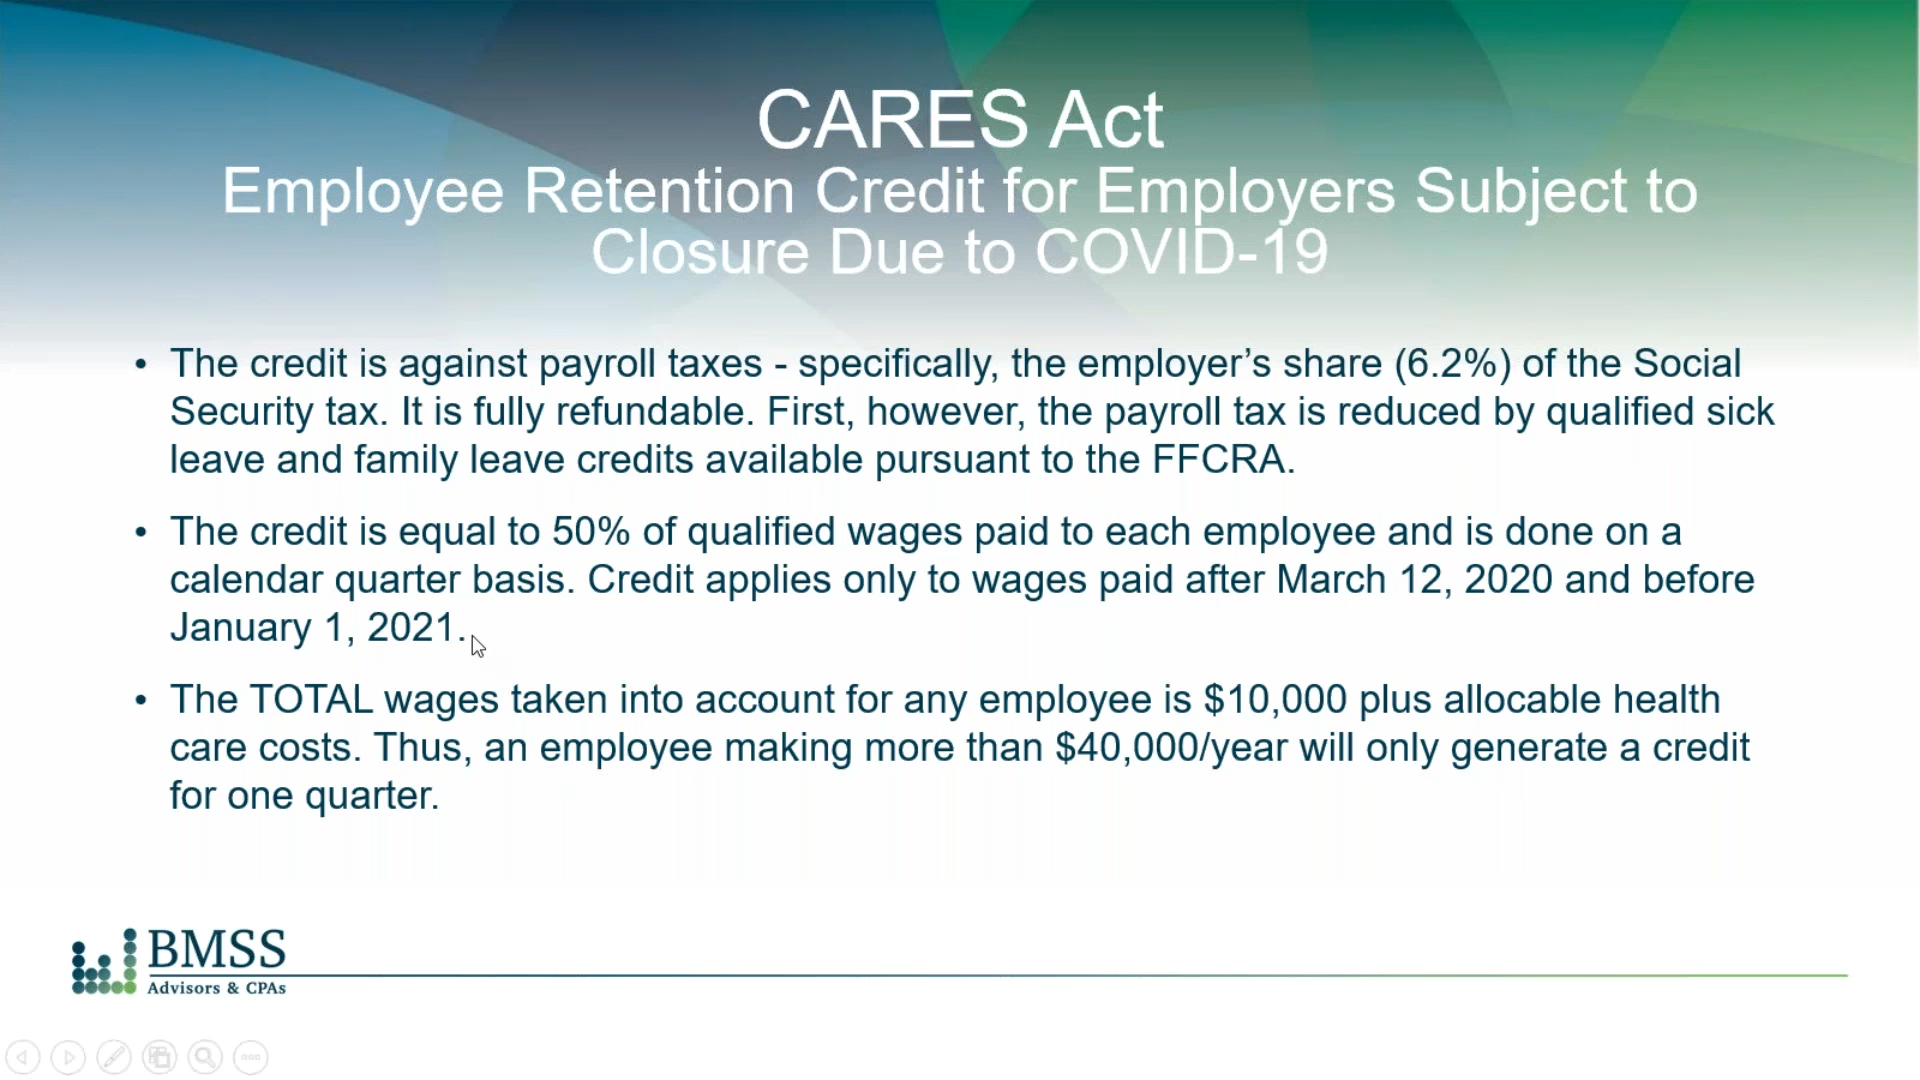 CARES Act
Employee Retention Credit for Employers Subject to
Closure Due to COVID-19
• The credit is against payroll taxes - specifically, the employer’s share (6.2%) of the Social
Security tax. It is fully refundable. First, however, the payroll tax is reduced by qualified sick
leave and family leave credits available pursuant to the FFCRA.
• The credit is equal to 50% of qualified wages paid to each employee and is done on a
calendar quarter basis. Credit applies only to wages paid after March 12, 2020 and before
January 1, 2021.
• The TOTAL wages taken into account for any employee is $10,000 plus allocable health
care costs. Thus, an employee making more than $40,000/year will only generate a credit
for one quarter.
BMSS
Advisors & CPAs